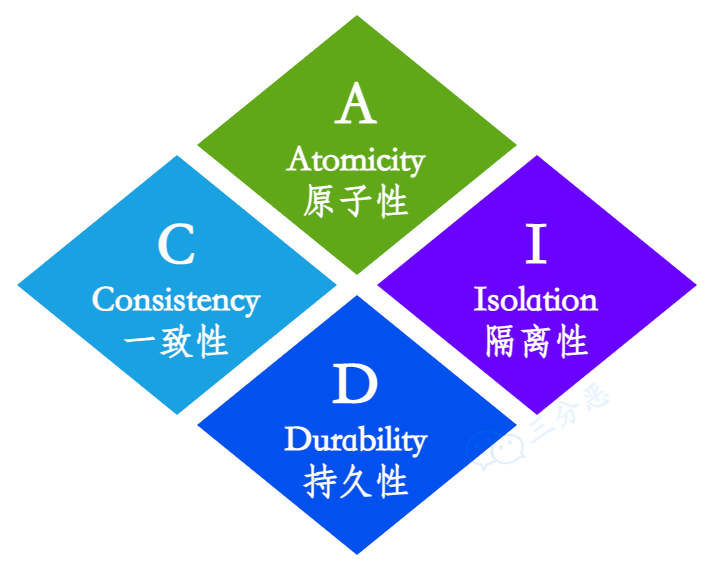 A
Atomicity
原子性
C
Consistency
一致性
I
Isolation
隔离性
D
Durability
持久性
三分恶